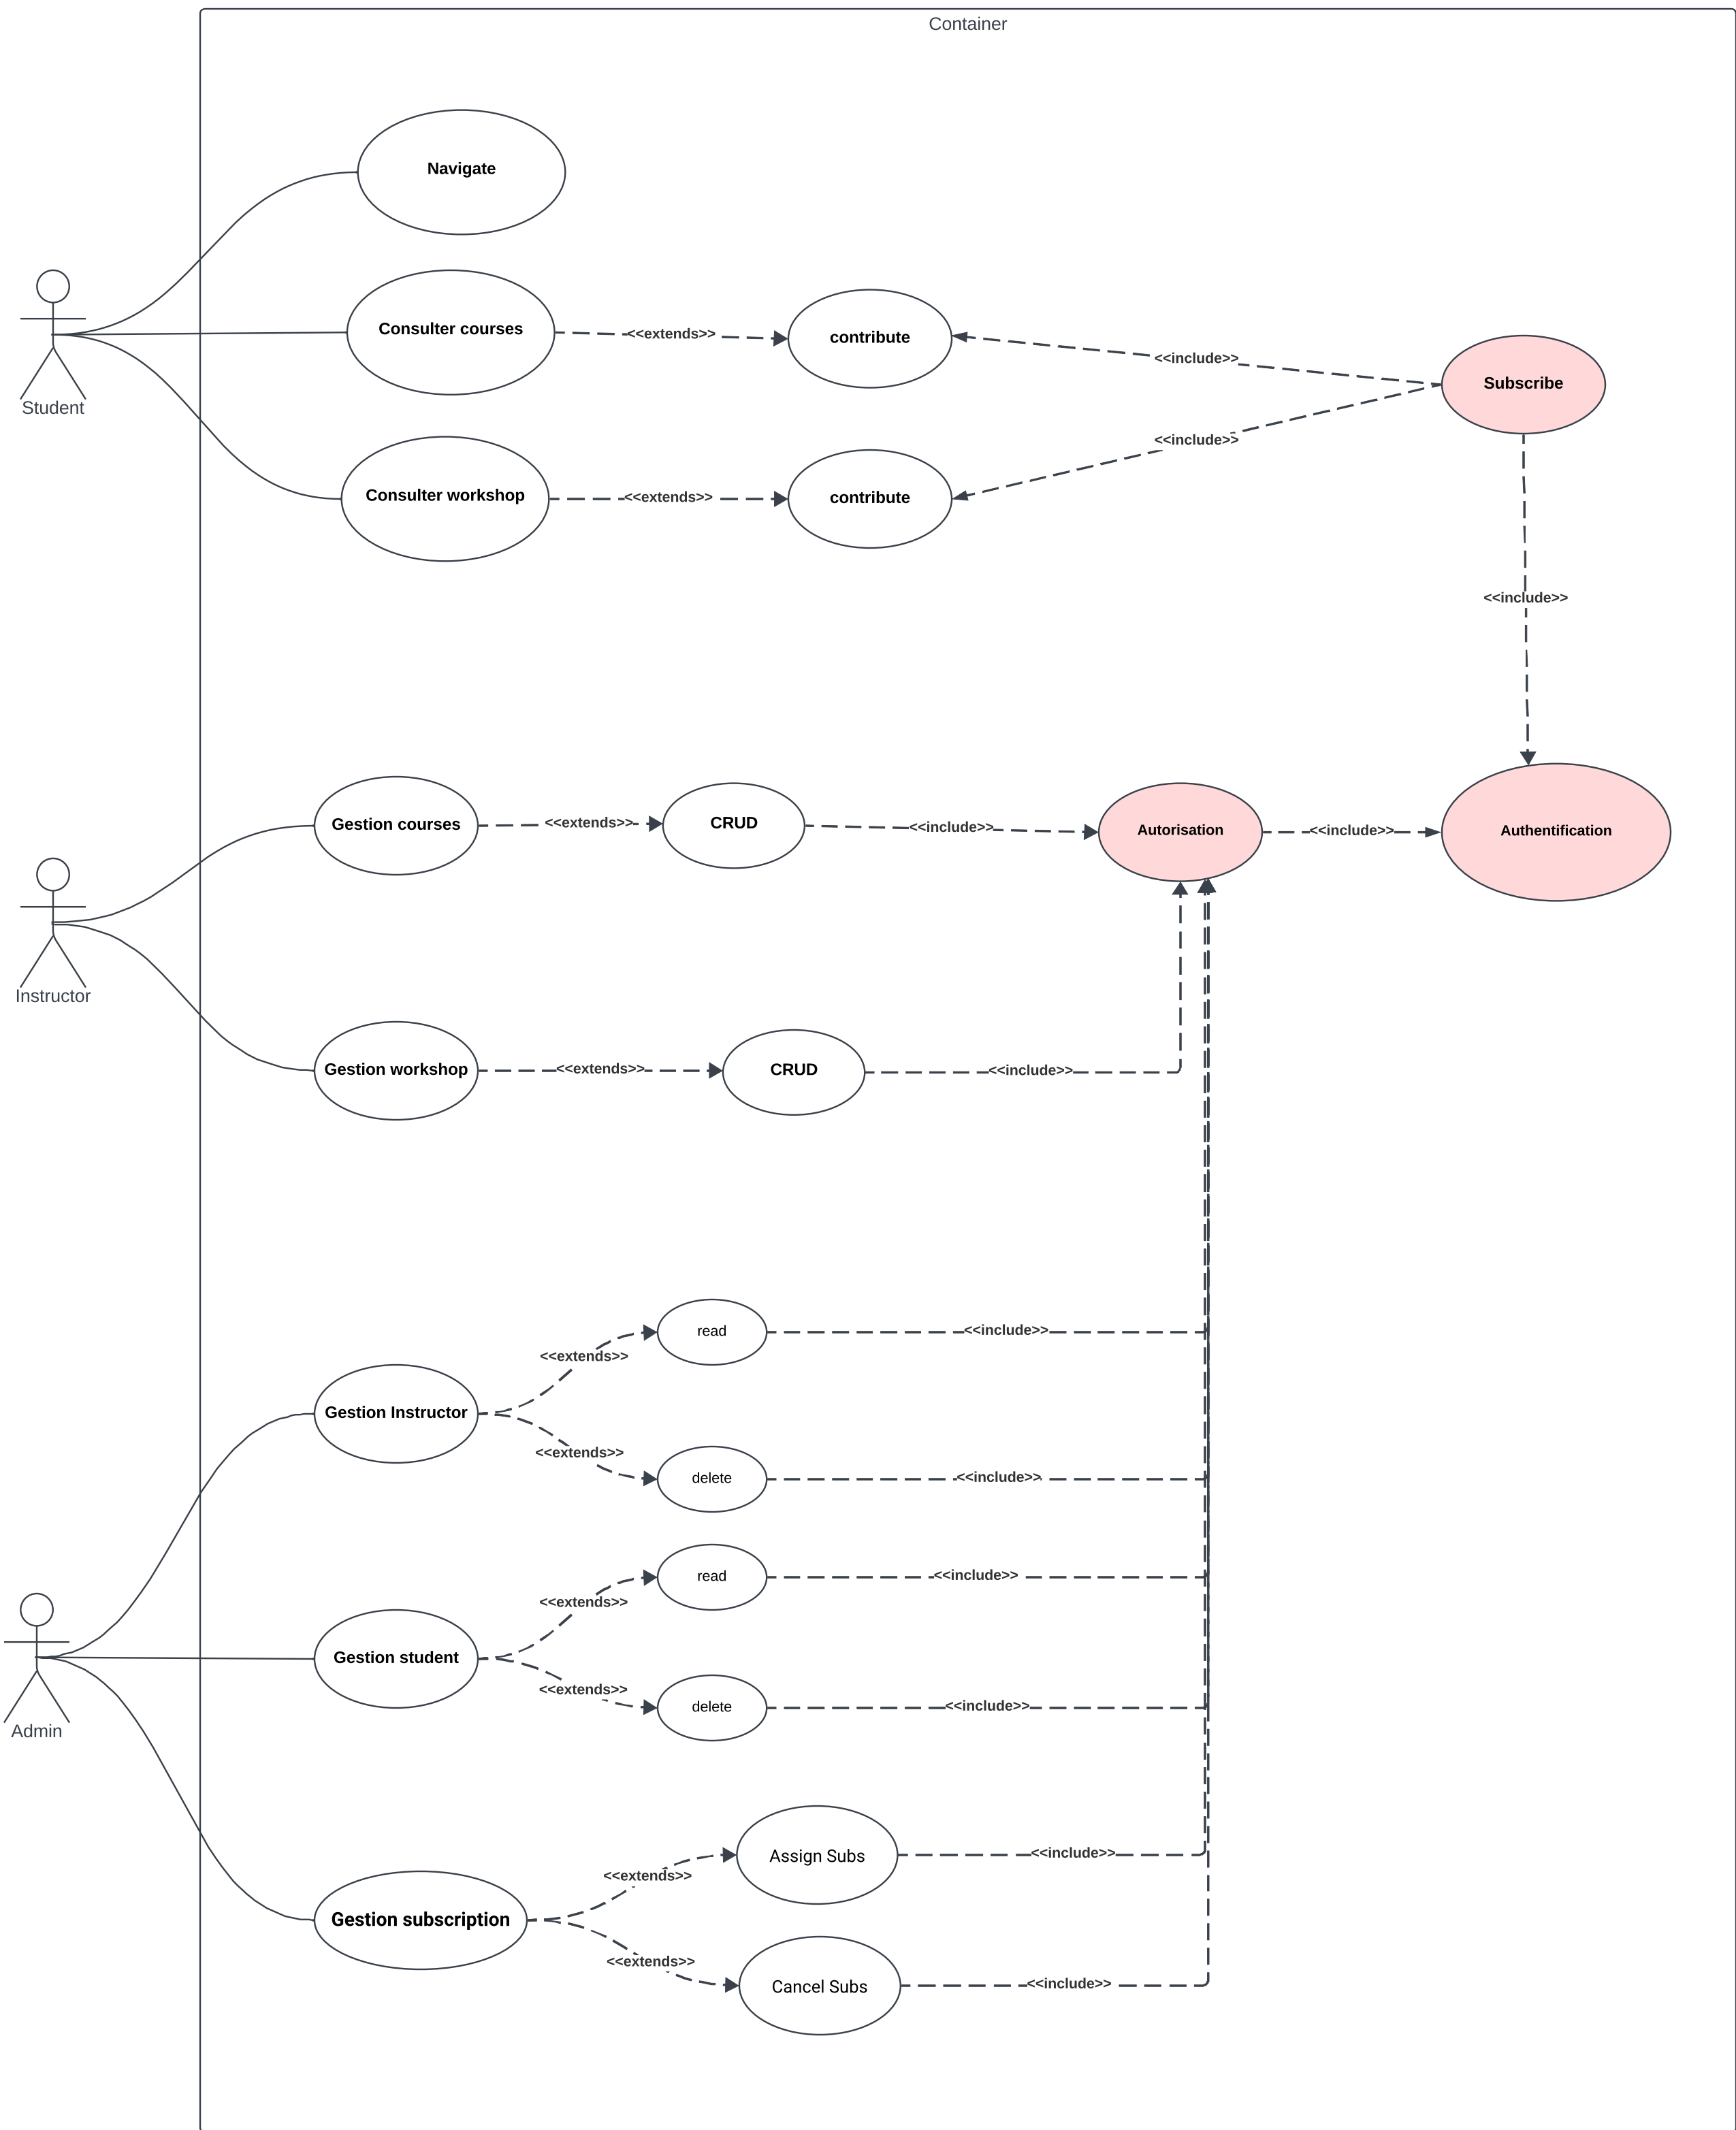 Container
Navigate
Student
Consulter courses
<<extends>>
contribute
<<include>>
Subscribe
Consulter workshop
<<extends>>
contribute
<<include>>
<<include>>
Instructor
Gestion courses
<<extends>>
CRUD
<<include>>
Autorisation
<<include>>
Authentification
Gestion workshop
<<extends>>
CRUD
<<include>>
Admin
Gestion Instructor
<<extends>>
read
<<include>>
<<extends>>
delete
<<include>>
Gestion student
<<extends>>
read
<<include>>
<<extends>>
delete
<<include>>
Gestion subscription
<<extends>>
Assign Subs
<<include>>
<<extends>>
Cancel Subs
<<include>>